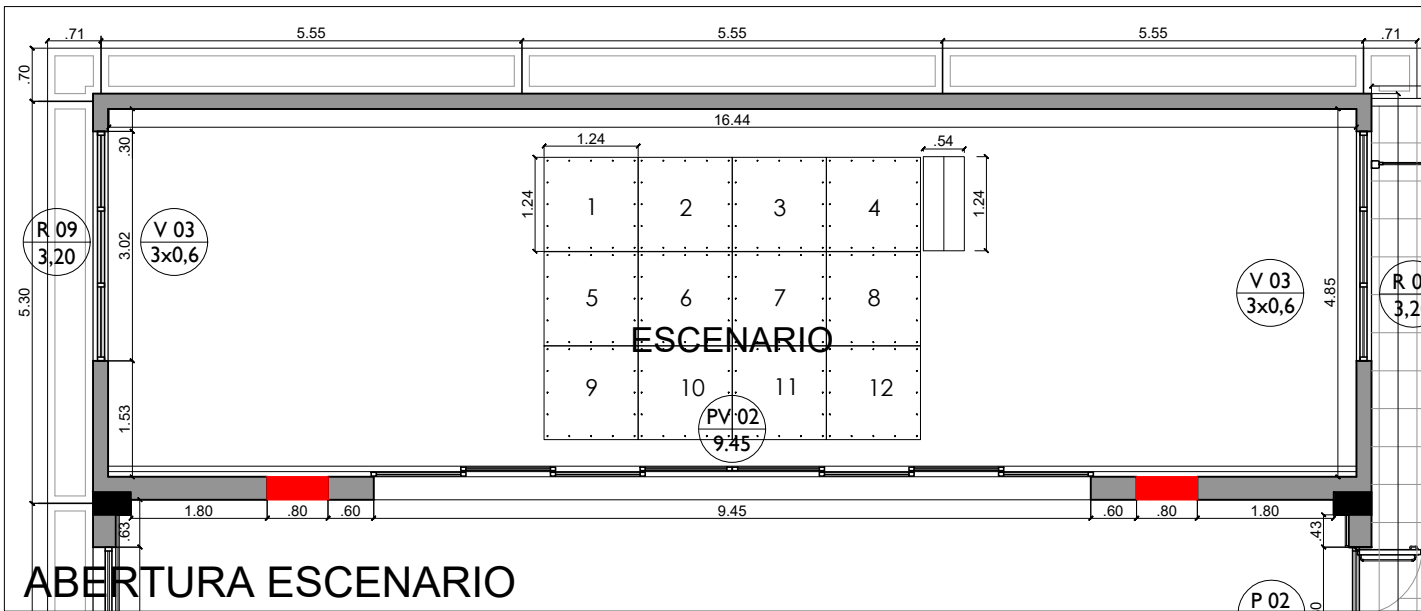 .71 5.55 5.55 5.55 .71
.70
16.44
.30
1.24 .54
1.24 1.24
1 2 3 4
R 09
3,20
V 03
3x0,6
3.02
5.30
5 6 7 8
V 03
3x0,6
4.85
ESCENARIO
9 10 11 12
PV 02
9.45
1.53
1.80 .80 .60 9.45 .60 .80 1.80
.63 .43
ABERTURA ESCENARIO
P 02